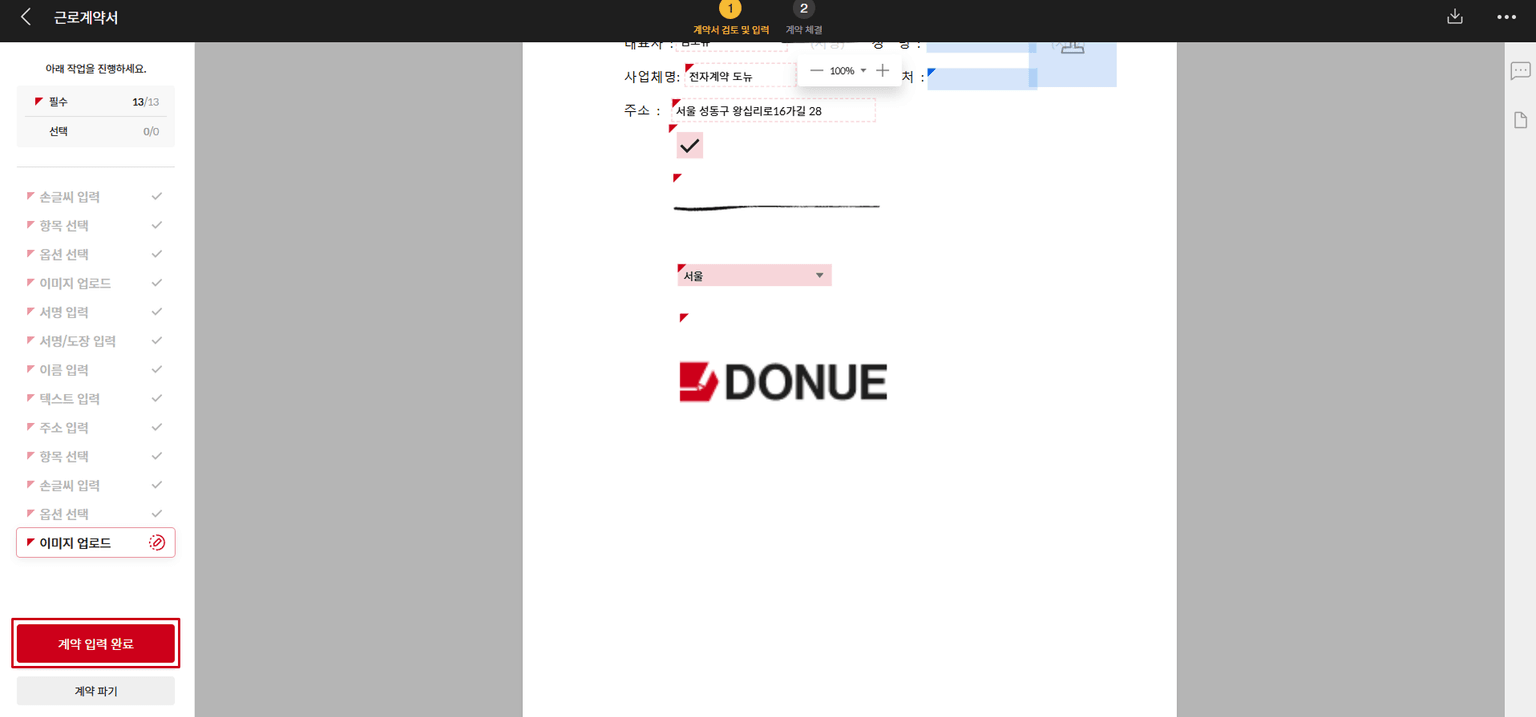 근로계약서
1
2
계약서 검토 및 입력
계약 체결
아래 작업을 진행하세요.
필수 13/13
선택 0/0
손글씨 입력
항목 선택
옵션 선택
이미지 업로드
서명 입력
서명/도장 입력
이름 입력
텍스트 입력
주소 입력
항목 선택
손글씨 입력
옵션 선택
이미지 업로드
계약 입력 완료
계약 파기
사업체명: 전자계약 도뉴
100%
처 :
주소 : 서울 성동구 왕십리로16가길 28
서울
DONUE